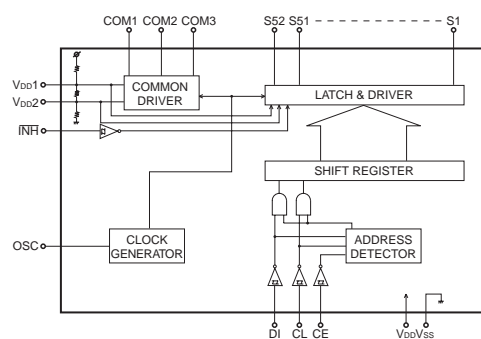 COM1 COM2 COM3
S52 S51 S1
VDD1
VDD2
COMMON
DRIVER
LATCH & DRIVER
INH
SHIFT REGISTER
OSC
CLOCK
GENERATOR
ADDRESS
DETECTOR
DI CL CE
VDD VSS